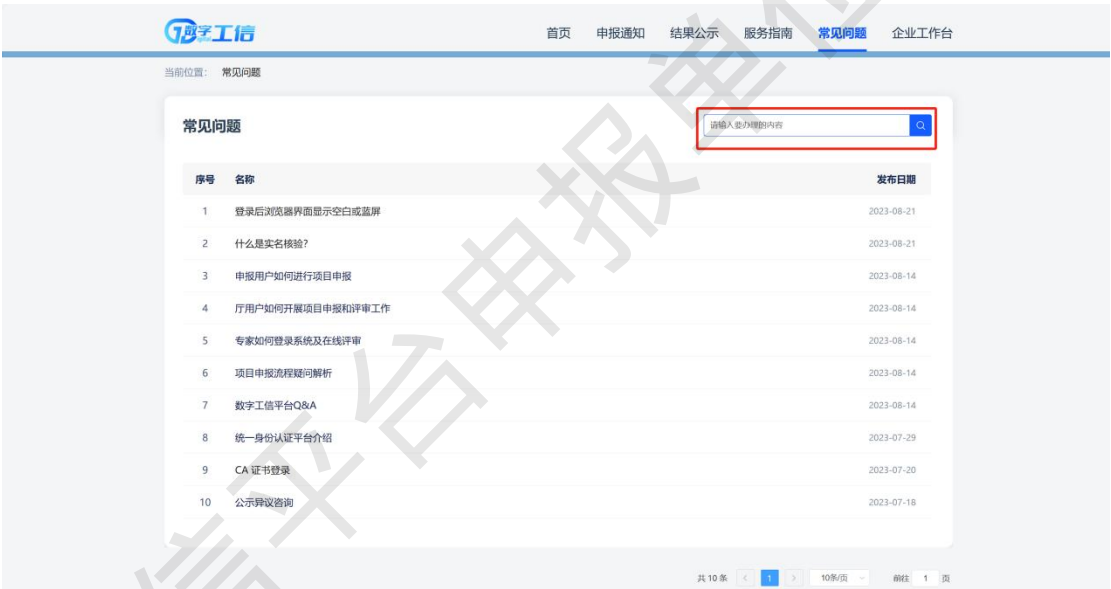 数字工信 首页 申报通知 结果公示 服务指南 常见问题 企业工作台
当前位置: 常见问题
常见问题 请输入要办理的内容
序号 名称 发布日期
1 登录后浏览器界面显示空白或蓝屏 2023-08-21
2 什么是实名核验? 2023-08-21
3 申报用户如何进行项目申报 2023-08-14
4 厅用户如何开展项目申报和评审工作 2023-08-14
5 专家如何登录系统及在线评审 2023-08-14
6 项目申报流程疑问解析 2023-08-14
7 数字工信平台Q&A 2023-08-14
8 统一身份认证平台介绍 2023-07-29
9 CA 证书登录 2023-07-20
10 公示异议咨询 2023-07-18
共 10 条 < 1 > 10条/页 前往 1 页
信平台申报单位